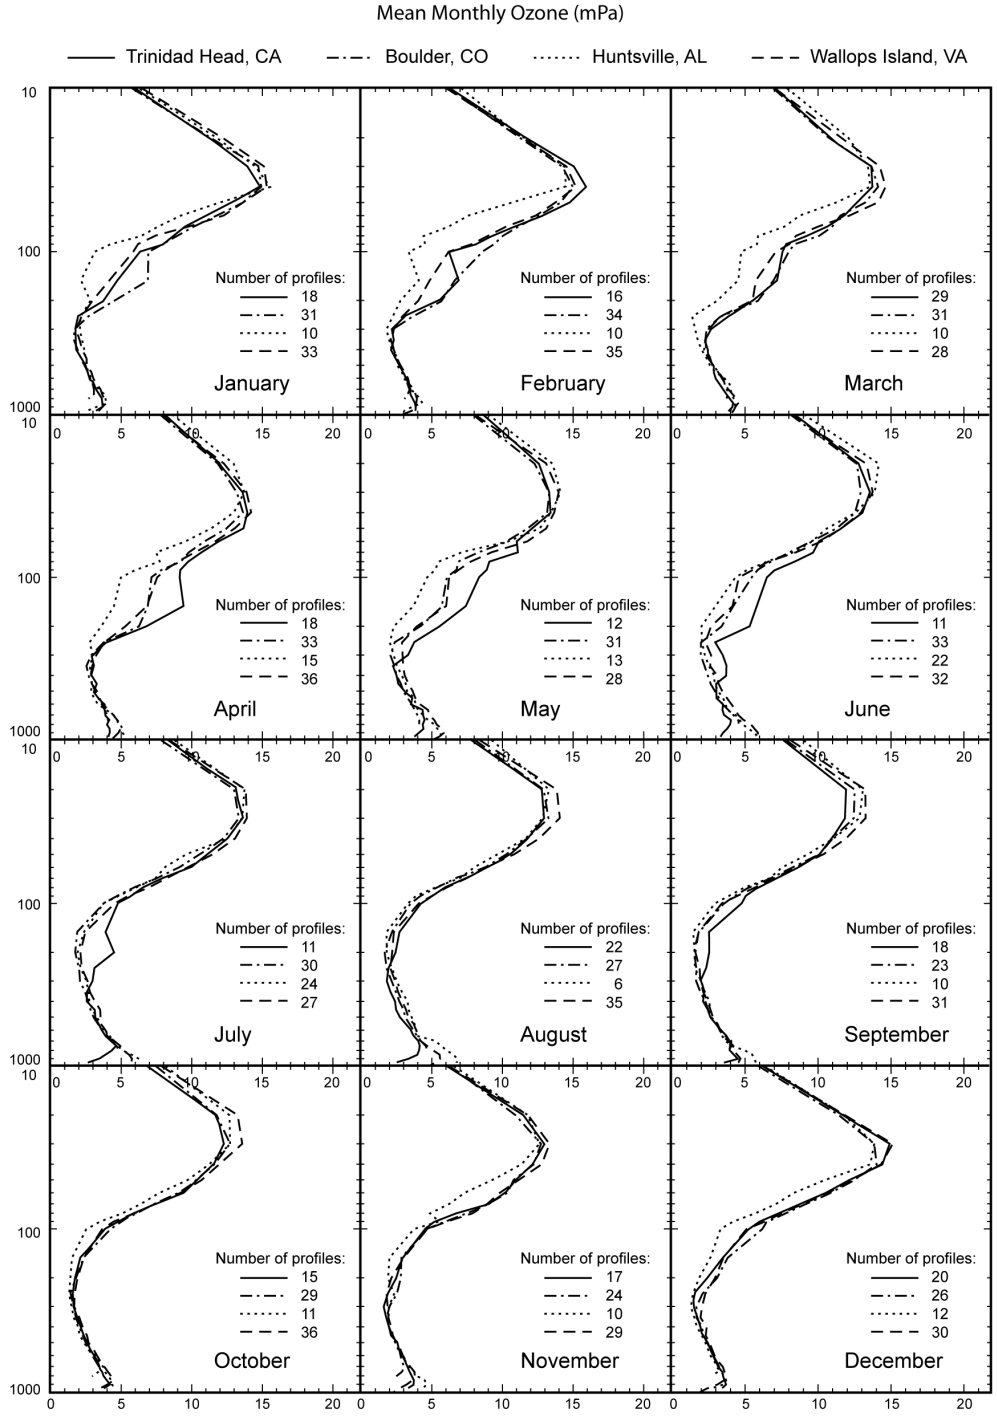 Mean Monthly Ozone (mPa)
Trinidad Head, CA Boulder, CO Huntsville, AL Wallops Island, VA
10
100
1000
Number of profiles:
18
31
10
33
January
Number of profiles:
16
34
10
35
February
Number of profiles:
29
31
10
28
March
0 5 10 15 20 0 5 10 15 20 0 5 10 15 20
10
100
1000
Number of profiles:
18
33
15
36
April
Number of profiles:
12
31
13
28
May
Number of profiles:
11
33
22
32
June
0 5 10 15 20 0 5 10 15 20 0 5 10 15 20
10
100
1000
Number of profiles:
11
30
24
27
July
Number of profiles:
22
27
6
35
August
Number of profiles:
18
23
10
31
September
0 5 10 15 20 0 5 10 15 20 0 5 10 15 20
10
100
1000
Number of profiles:
15
29
11
36
October
Number of profiles:
17
24
10
29
November
Number of profiles:
20
26
12
30
December
0 5 10 15 20 0 5 10 15 20 0 5 10 15 20